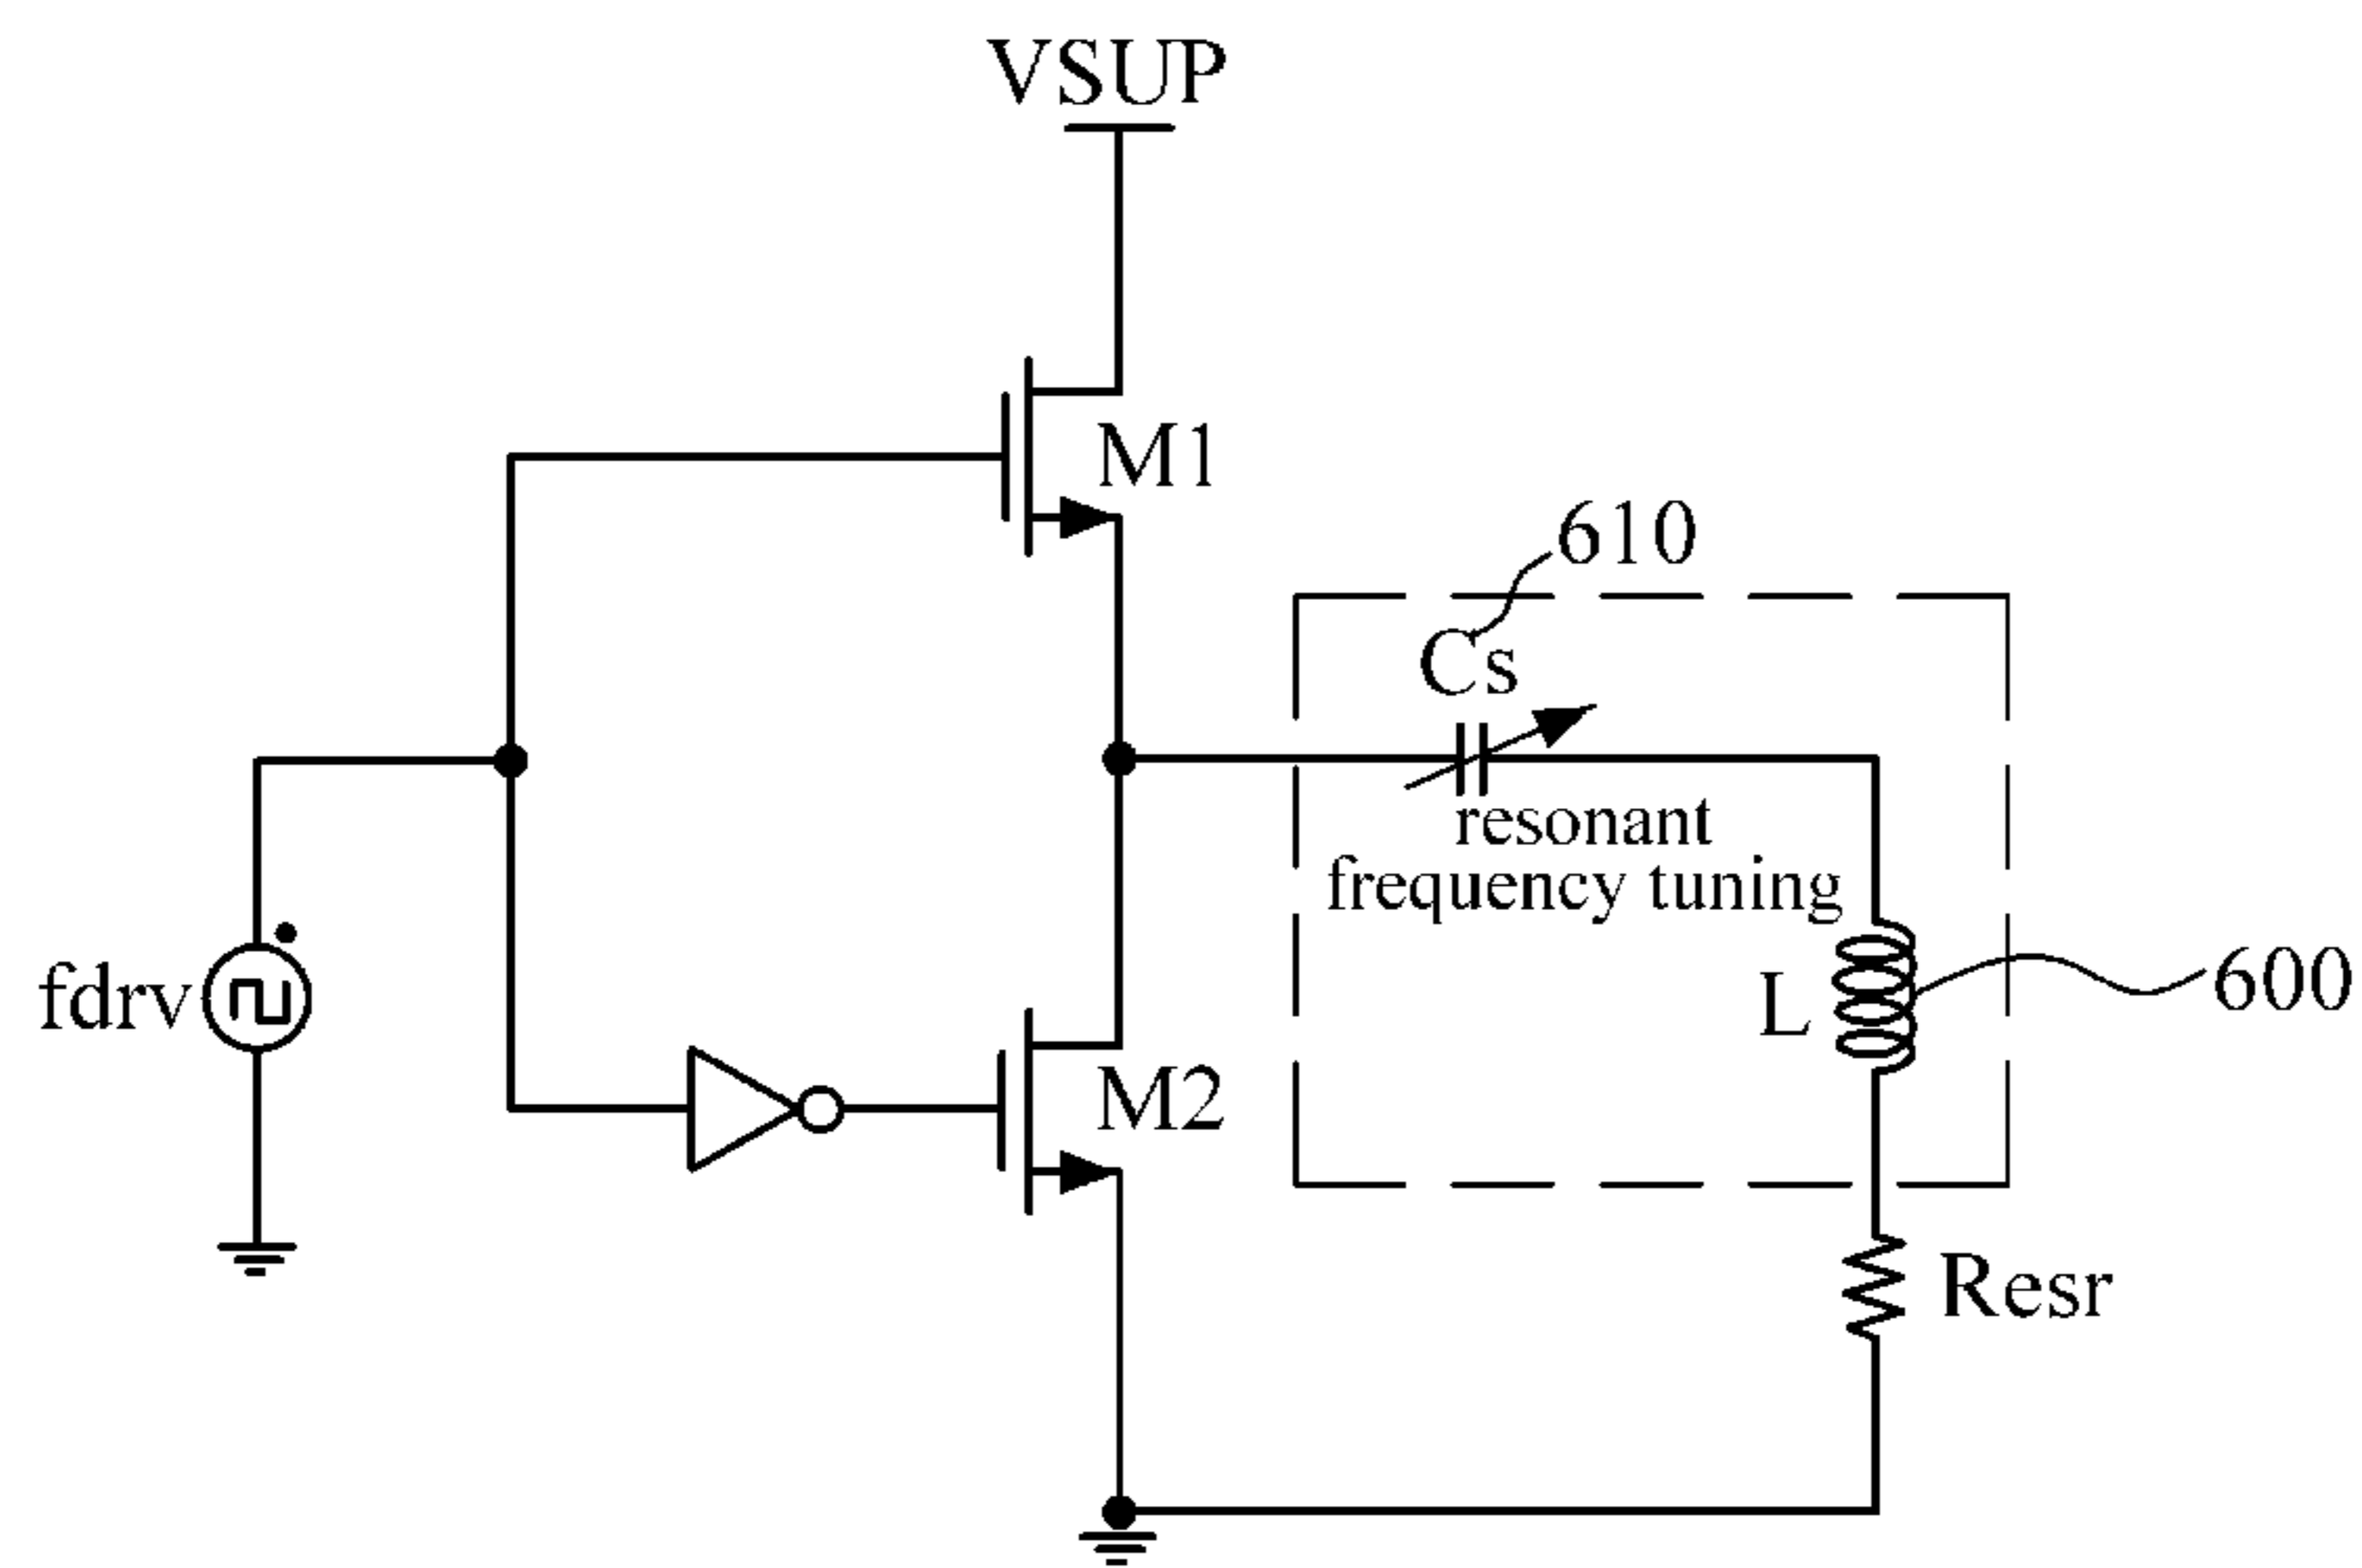 VSUP
M1
610
Cs
resonant
frequency tuning
fdrv
L
600
M2
Resr